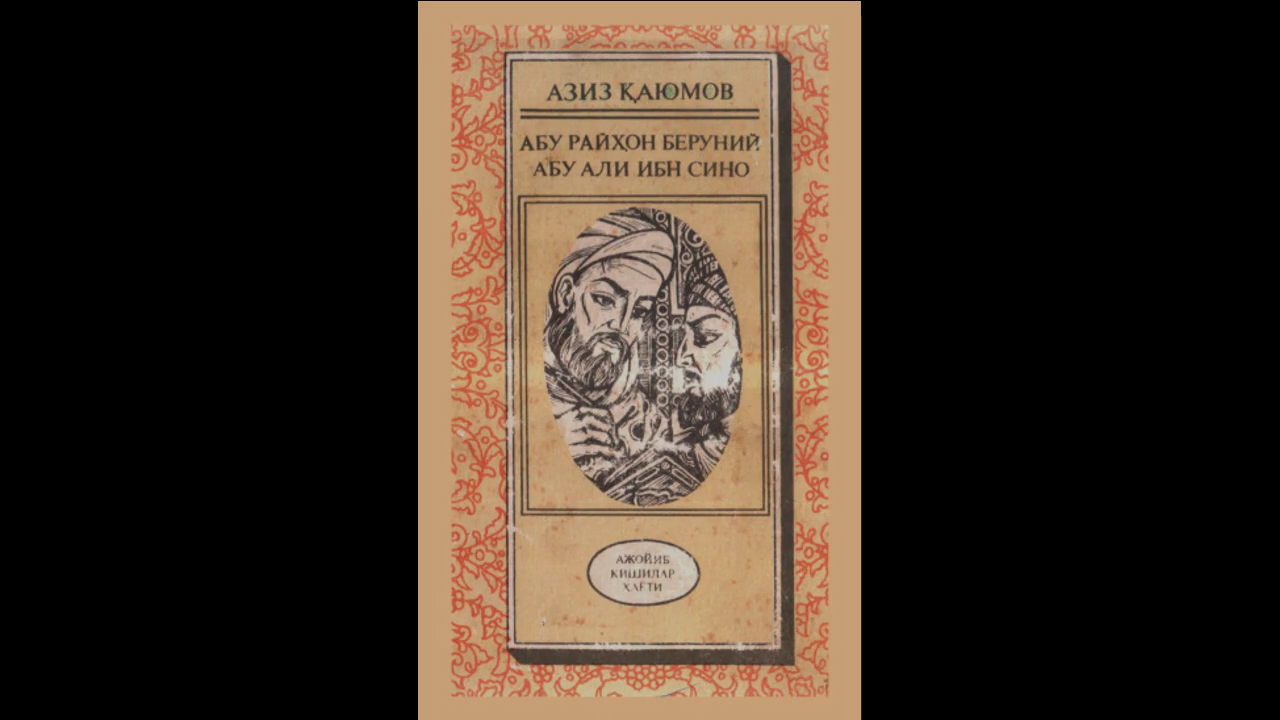 АЗИЗ ҚАЮМОВ
АБУ РАЙҲОН БЕРУНИЙ
АБУ АЛИ ИБН СИНО
АЖОЙИБ
КИШИЛАР
ҲАЁТИ